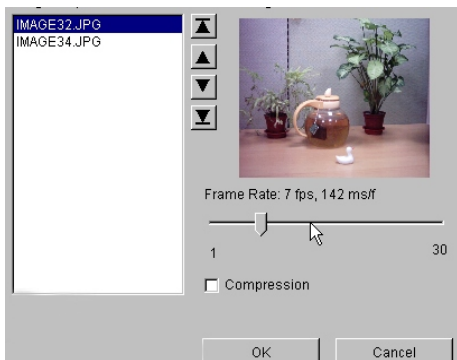 IMAGE32.JPG
IMAGE34.JPG
Frame Rate: 7 fps, 142 ms/f
1
30
Compression
OK
Cancel